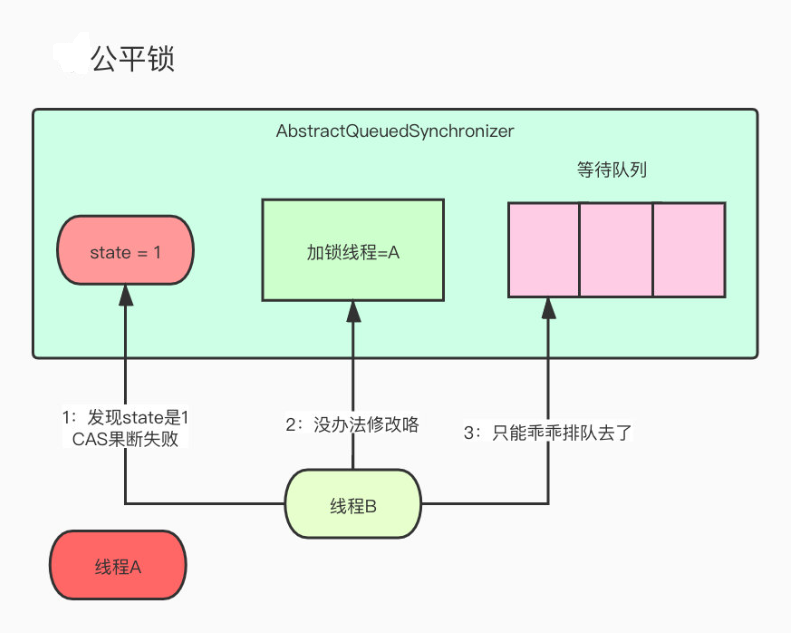 公平锁
AbstractQueuedSynchronizer
等待队列
state = 1
加锁线程=A
1：发现state是1
CAS果断失败
2：没办法修改咯
3：只能乖乖排队去了
线程B
线程A